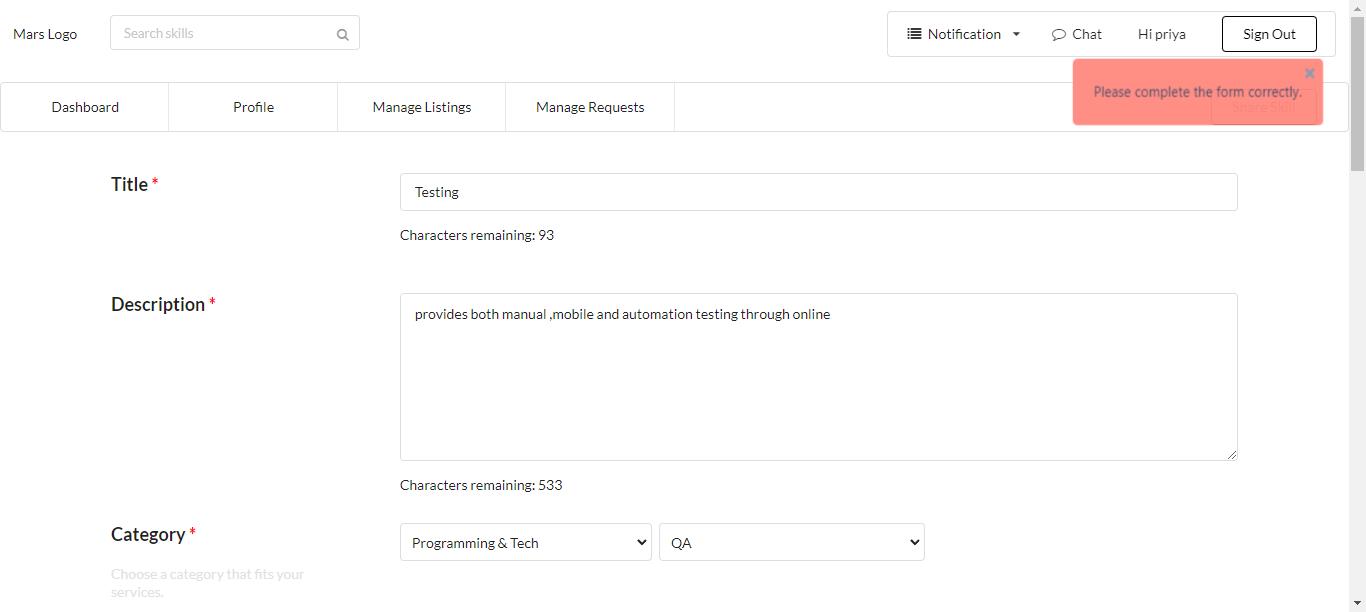 Mars Logo
Search skills
Notification
Chat
Hi priya
Sign Out
Please complete the form correctly.
Dashboard
Profile
Manage Listings
Manage Requests
Share Skill
Title *
Testing
Characters remaining: 93
Description *
provides both manual ,mobile and automation testing through online
Characters remaining: 533
Category *
Programming & Tech
QA
Choose a category that fits your
services.